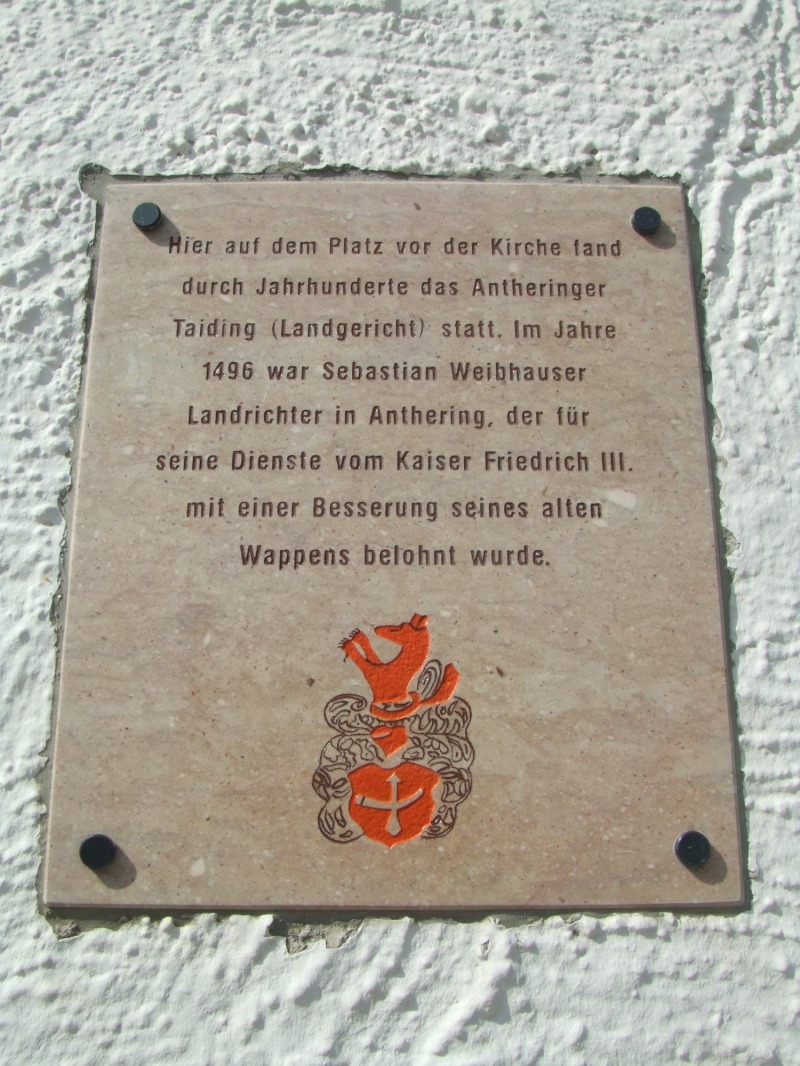 Hier auf dem Platz vor der Kirche fand
durch Jahrhunderte das Antheringer
Taiding (Landgericht) statt. Im Jahre
1496 war Sebastian Weibhauser
Landrichter in Anthering, der für
seine Dienste vom Kaiser Friedrich III.
mit einer Besserung seines alten
Wappens belohnt wurde.